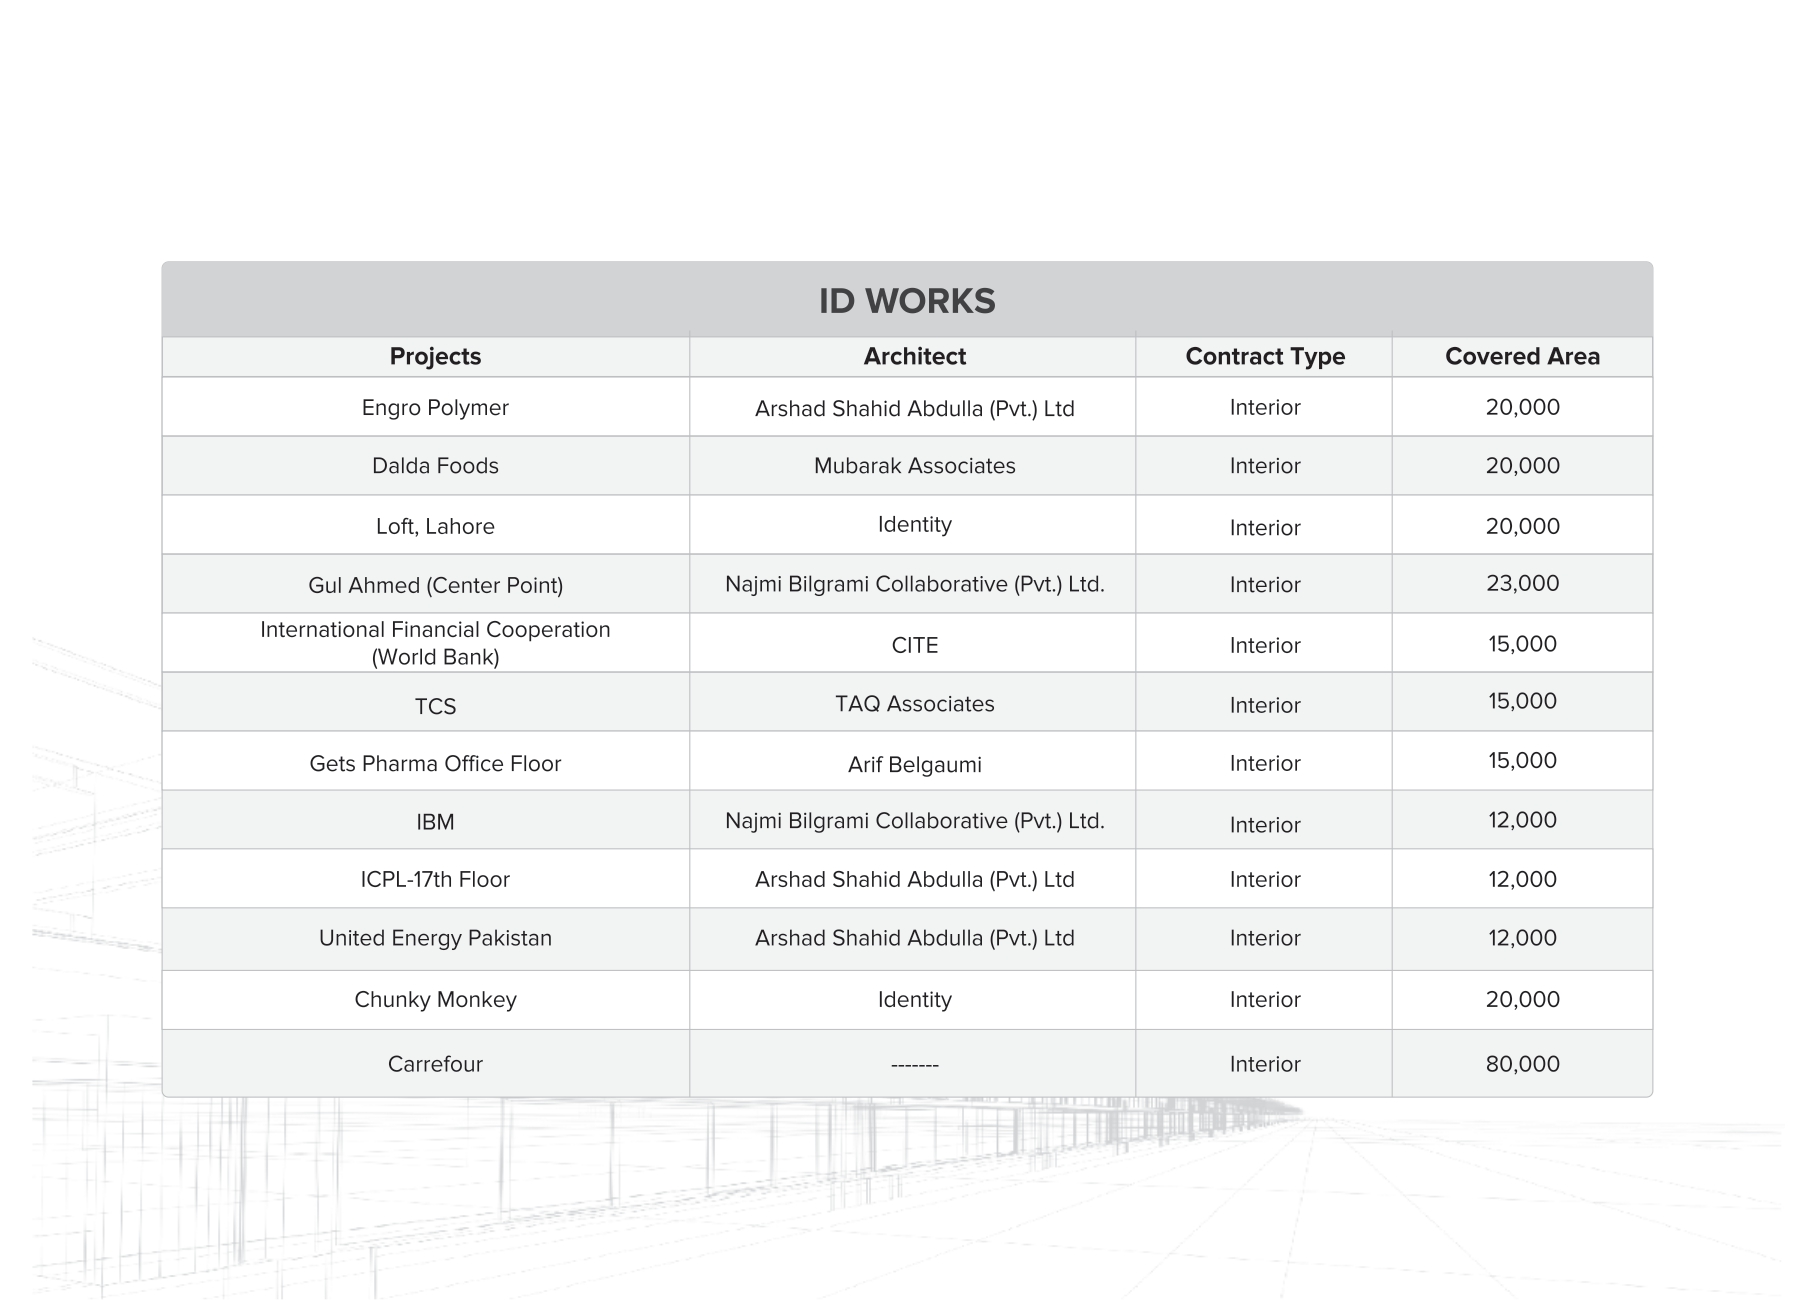 ID WORKS
Projects Architect Contract Type Covered Area
Engro Polymer Arshad Shahid Abdulla (Pvt.) Ltd Interior 20,000
Dalda Foods Mubarak Associates Interior 20,000
Loft, Lahore Identity Interior 20,000
Gul Ahmed (Center Point) Najmi Bilgrami Collaborative (Pvt.) Ltd. Interior 23,000
International Financial Cooperation
(World Bank) CITE Interior 15,000
TCS TAQ Associates Interior 15,000
Gets Pharma Office Floor Arif Belgaumi Interior 15,000
IBM Najmi Bilgrami Collaborative (Pvt.) Ltd. Interior 12,000
ICPL-17th Floor Arshad Shahid Abdulla (Pvt.) Ltd Interior 12,000
United Energy Pakistan Arshad Shahid Abdulla (Pvt.) Ltd Interior 12,000
Chunky Monkey Identity Interior 20,000
Carrefour ------- Interior 80,000